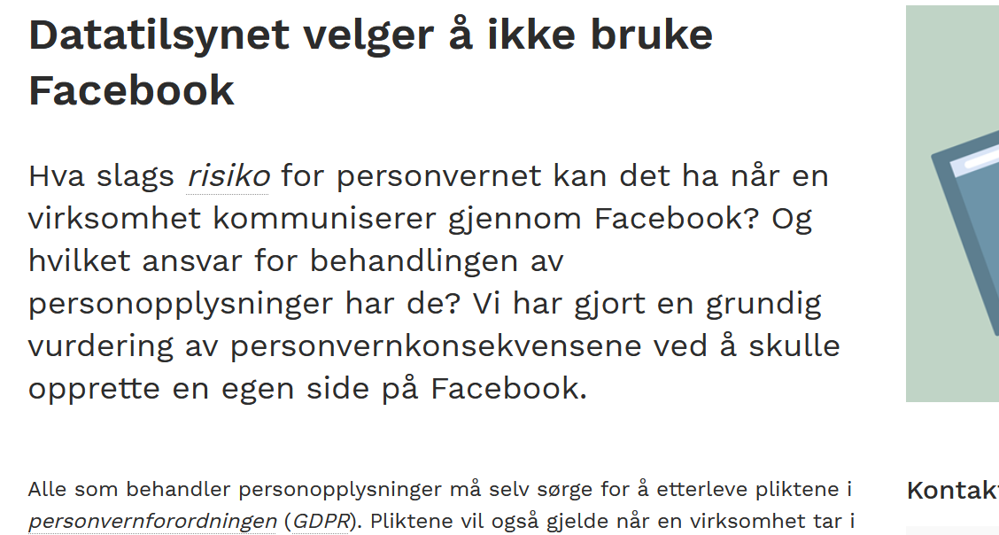 Datatilsynet velger å ikke bruke
Facebook
Hva slags risiko for personvernet kan det ha når en
virksomhet kommuniserer gjennom Facebook? Og
hvilket ansvar for behandlingen av
personopplysninger har de? Vi har gjort en grundig
vurdering av personvernkonsekvensene ved å skulle
opprette en egen side på Facebook.
Alle som behandler personopplysninger må selv sørge for å etterleve pliktene i
personvernforordningen (GDPR). Pliktene vil også gjelde når en virksomhet tar i